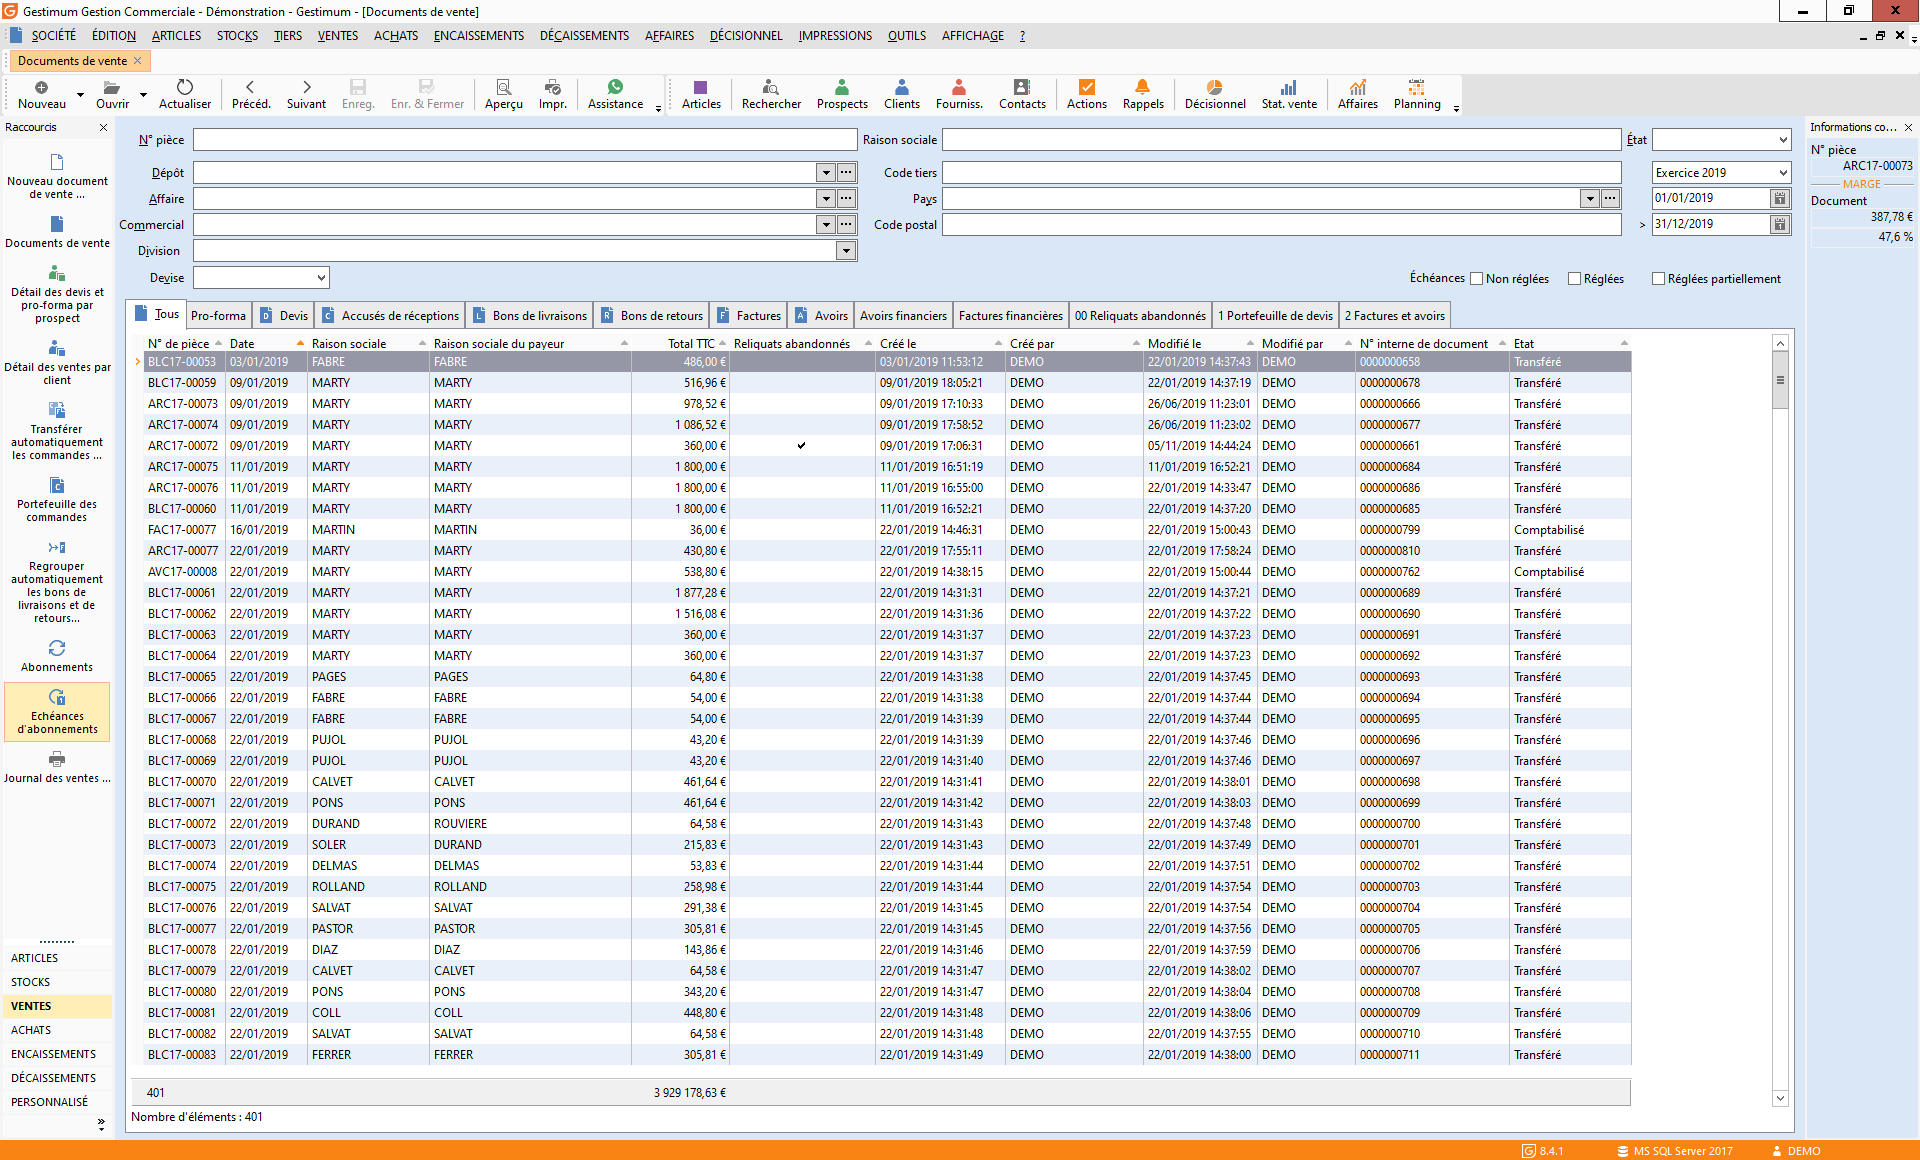 Gestimum Gestion Commerciale - Démonstration - Gestimum - [Documents de vente]
SOCIÉTÉ ÉDITION ARTICLES STOCKS TIERS VENTES ACHATS ENCAISSEMENTS DÉCAISSEMENTS AFFAIRES DÉCISIONNEL IMPRESSIONS OUTILS AFFICHAGE ?
Documents de vente
Nouveau Ouvrir Actualiser Précéd. Suivant Enreg. Enr. & Fermer Aperçu Impr. Assistance Articles Rechercher Prospects Clients Fourniss. Contacts Actions Rappels Décisionnel Stat. vente Affaires Planning
Raccourcis
Nouveau document
de vente ...
Documents de vente
Détail des devis et
pro-forma par
prospect
Détail des ventes par
client
Transférer
automatiquement
les commandes ...
Portefeuille des
commandes
Regrouper
automatiquement
les bons de
livraisons et de
retours...
Abonnements
Echéances
d'abonnements
Journal des ventes ...
ARTICLES
STOCKS
VENTES
ACHATS
ENCAISSEMENTS
DÉCAISSEMENTS
PERSONNALISÉ
N° pièce Raison sociale État
Dépôt Code tiers Exercice 2019
Affaire Pays 01/01/2019
Commercial Code postal > 31/12/2019
Division
Devise Échéances Non réglées Réglées Réglées partiellement
Tous Pro-forma Devis Accusés de réceptions Bons de livraisons Bons de retours Factures Avoirs Avoirs financiers Factures financières 00 Reliquats abandonnés 1 Portefeuille de devis 2 Factures et avoirs
N° de pièce Date Raison sociale Raison sociale du payeur Total TTC Reliquats abandonnés Créé le Créé par Modifié le Modifié par N° interne de document Etat
BLC17-00053 03/01/2019 FABRE FABRE 486,00 € 03/01/2019 11:53:12 DEMO 22/01/2019 14:37:43 DEMO 0000000658 Transféré
BLC17-00059 09/01/2019 MARTY MARTY 516,96 € 09/01/2019 18:05:21 DEMO 22/01/2019 14:37:19 DEMO 0000000678 Transféré
ARC17-00073 09/01/2019 MARTY MARTY 978,52 € 09/01/2019 17:10:33 DEMO 26/06/2019 11:23:01 DEMO 0000000666 Transféré
ARC17-00074 09/01/2019 MARTY MARTY 1 086,52 € 09/01/2019 17:58:52 DEMO 26/06/2019 11:23:02 DEMO 0000000677 Transféré
ARC17-00072 09/01/2019 MARTY MARTY 360,00 € ✔ 09/01/2019 17:06:31 DEMO 05/11/2019 14:44:24 DEMO 0000000661 Transféré
ARC17-00075 11/01/2019 MARTY MARTY 1 800,00 € 11/01/2019 16:51:19 DEMO 11/01/2019 16:52:21 DEMO 0000000684 Transféré
ARC17-00076 11/01/2019 MARTY MARTY 1 800,00 € 11/01/2019 16:55:00 DEMO 22/01/2019 14:33:47 DEMO 0000000686 Transféré
BLC17-00060 11/01/2019 MARTY MARTY 1 800,00 € 11/01/2019 16:52:21 DEMO 22/01/2019 14:37:20 DEMO 0000000685 Transféré
FAC17-00077 16/01/2019 MARTIN MARTIN 36,00 € 22/01/2019 14:46:31 DEMO 22/01/2019 15:00:43 DEMO 0000000799 Comptabilisé
ARC17-00077 22/01/2019 MARTY MARTY 430,80 € 22/01/2019 17:55:11 DEMO 22/01/2019 17:58:24 DEMO 0000000810 Transféré
AVC17-00008 22/01/2019 MARTY MARTY 538,80 € 22/01/2019 14:38:15 DEMO 22/01/2019 15:00:44 DEMO 0000000762 Comptabilisé
BLC17-00061 22/01/2019 MARTY MARTY 1 877,28 € 22/01/2019 14:31:31 DEMO 22/01/2019 14:37:21 DEMO 0000000689 Transféré
BLC17-00062 22/01/2019 MARTY MARTY 1 516,08 € 22/01/2019 14:31:36 DEMO 22/01/2019 14:37:22 DEMO 0000000690 Transféré
BLC17-00063 22/01/2019 MARTY MARTY 360,00 € 22/01/2019 14:31:37 DEMO 22/01/2019 14:37:23 DEMO 0000000691 Transféré
BLC17-00064 22/01/2019 MARTY MARTY 360,00 € 22/01/2019 14:31:37 DEMO 22/01/2019 14:37:23 DEMO 0000000692 Transféré
BLC17-00065 22/01/2019 PAGES PAGES 64,80 € 22/01/2019 14:31:38 DEMO 22/01/2019 14:37:45 DEMO 0000000693 Transféré
BLC17-00066 22/01/2019 FABRE FABRE 54,00 € 22/01/2019 14:31:38 DEMO 22/01/2019 14:37:44 DEMO 0000000694 Transféré
BLC17-00067 22/01/2019 FABRE FABRE 54,00 € 22/01/2019 14:31:39 DEMO 22/01/2019 14:37:44 DEMO 0000000695 Transféré
BLC17-00068 22/01/2019 PUJOL PUJOL 43,20 € 22/01/2019 14:31:39 DEMO 22/01/2019 14:37:46 DEMO 0000000696 Transféré
BLC17-00069 22/01/2019 PUJOL PUJOL 43,20 € 22/01/2019 14:31:40 DEMO 22/01/2019 14:37:46 DEMO 0000000697 Transféré
BLC17-00070 22/01/2019 CALVET CALVET 461,64 € 22/01/2019 14:31:41 DEMO 22/01/2019 14:38:01 DEMO 0000000698 Transféré
BLC17-00071 22/01/2019 PONS PONS 461,64 € 22/01/2019 14:31:42 DEMO 22/01/2019 14:38:03 DEMO 0000000699 Transféré
BLC17-00072 22/01/2019 DURAND ROUVIERE 64,58 € 22/01/2019 14:31:43 DEMO 22/01/2019 14:37:48 DEMO 0000000700 Transféré
BLC17-00073 22/01/2019 SOLER DURAND 215,83 € 22/01/2019 14:31:43 DEMO 22/01/2019 14:37:49 DEMO 0000000701 Transféré
BLC17-00074 22/01/2019 DELMAS DELMAS 53,83 € 22/01/2019 14:31:44 DEMO 22/01/2019 14:37:51 DEMO 0000000702 Transféré
BLC17-00075 22/01/2019 ROLLAND ROLLAND 258,98 € 22/01/2019 14:31:44 DEMO 22/01/2019 14:37:54 DEMO 0000000703 Transféré
BLC17-00076 22/01/2019 SALVAT SALVAT 291,38 € 22/01/2019 14:31:45 DEMO 22/01/2019 14:37:54 DEMO 0000000704 Transféré
BLC17-00077 22/01/2019 PASTOR PASTOR 305,81 € 22/01/2019 14:31:45 DEMO 22/01/2019 14:37:56 DEMO 0000000705 Transféré
BLC17-00078 22/01/2019 DIAZ DIAZ 143,86 € 22/01/2019 14:31:46 DEMO 22/01/2019 14:37:59 DEMO 0000000706 Transféré
BLC17-00079 22/01/2019 CALVET CALVET 64,58 € 22/01/2019 14:31:47 DEMO 22/01/2019 14:38:02 DEMO 0000000707 Transféré
BLC17-00080 22/01/2019 PONS PONS 343,20 € 22/01/2019 14:31:47 DEMO 22/01/2019 14:38:04 DEMO 0000000708 Transféré
BLC17-00081 22/01/2019 COLL COLL 448,80 € 22/01/2019 14:31:48 DEMO 22/01/2019 14:38:06 DEMO 0000000709 Transféré
BLC17-00082 22/01/2019 SALVAT SALVAT 64,58 € 22/01/2019 14:31:48 DEMO 22/01/2019 14:37:55 DEMO 0000000710 Transféré
BLC17-00083 22/01/2019 FERRER FERRER 305,81 € 22/01/2019 14:31:49 DEMO 22/01/2019 14:38:00 DEMO 0000000711 Transféré
401 3 929 178,63 €
Nombre d'éléments : 401
Informations co...
N° pièce
ARC17-00073
MARGE
Document
387,78 €
47,6 %
8.4.1 MS SQL Server 2017 DEMO